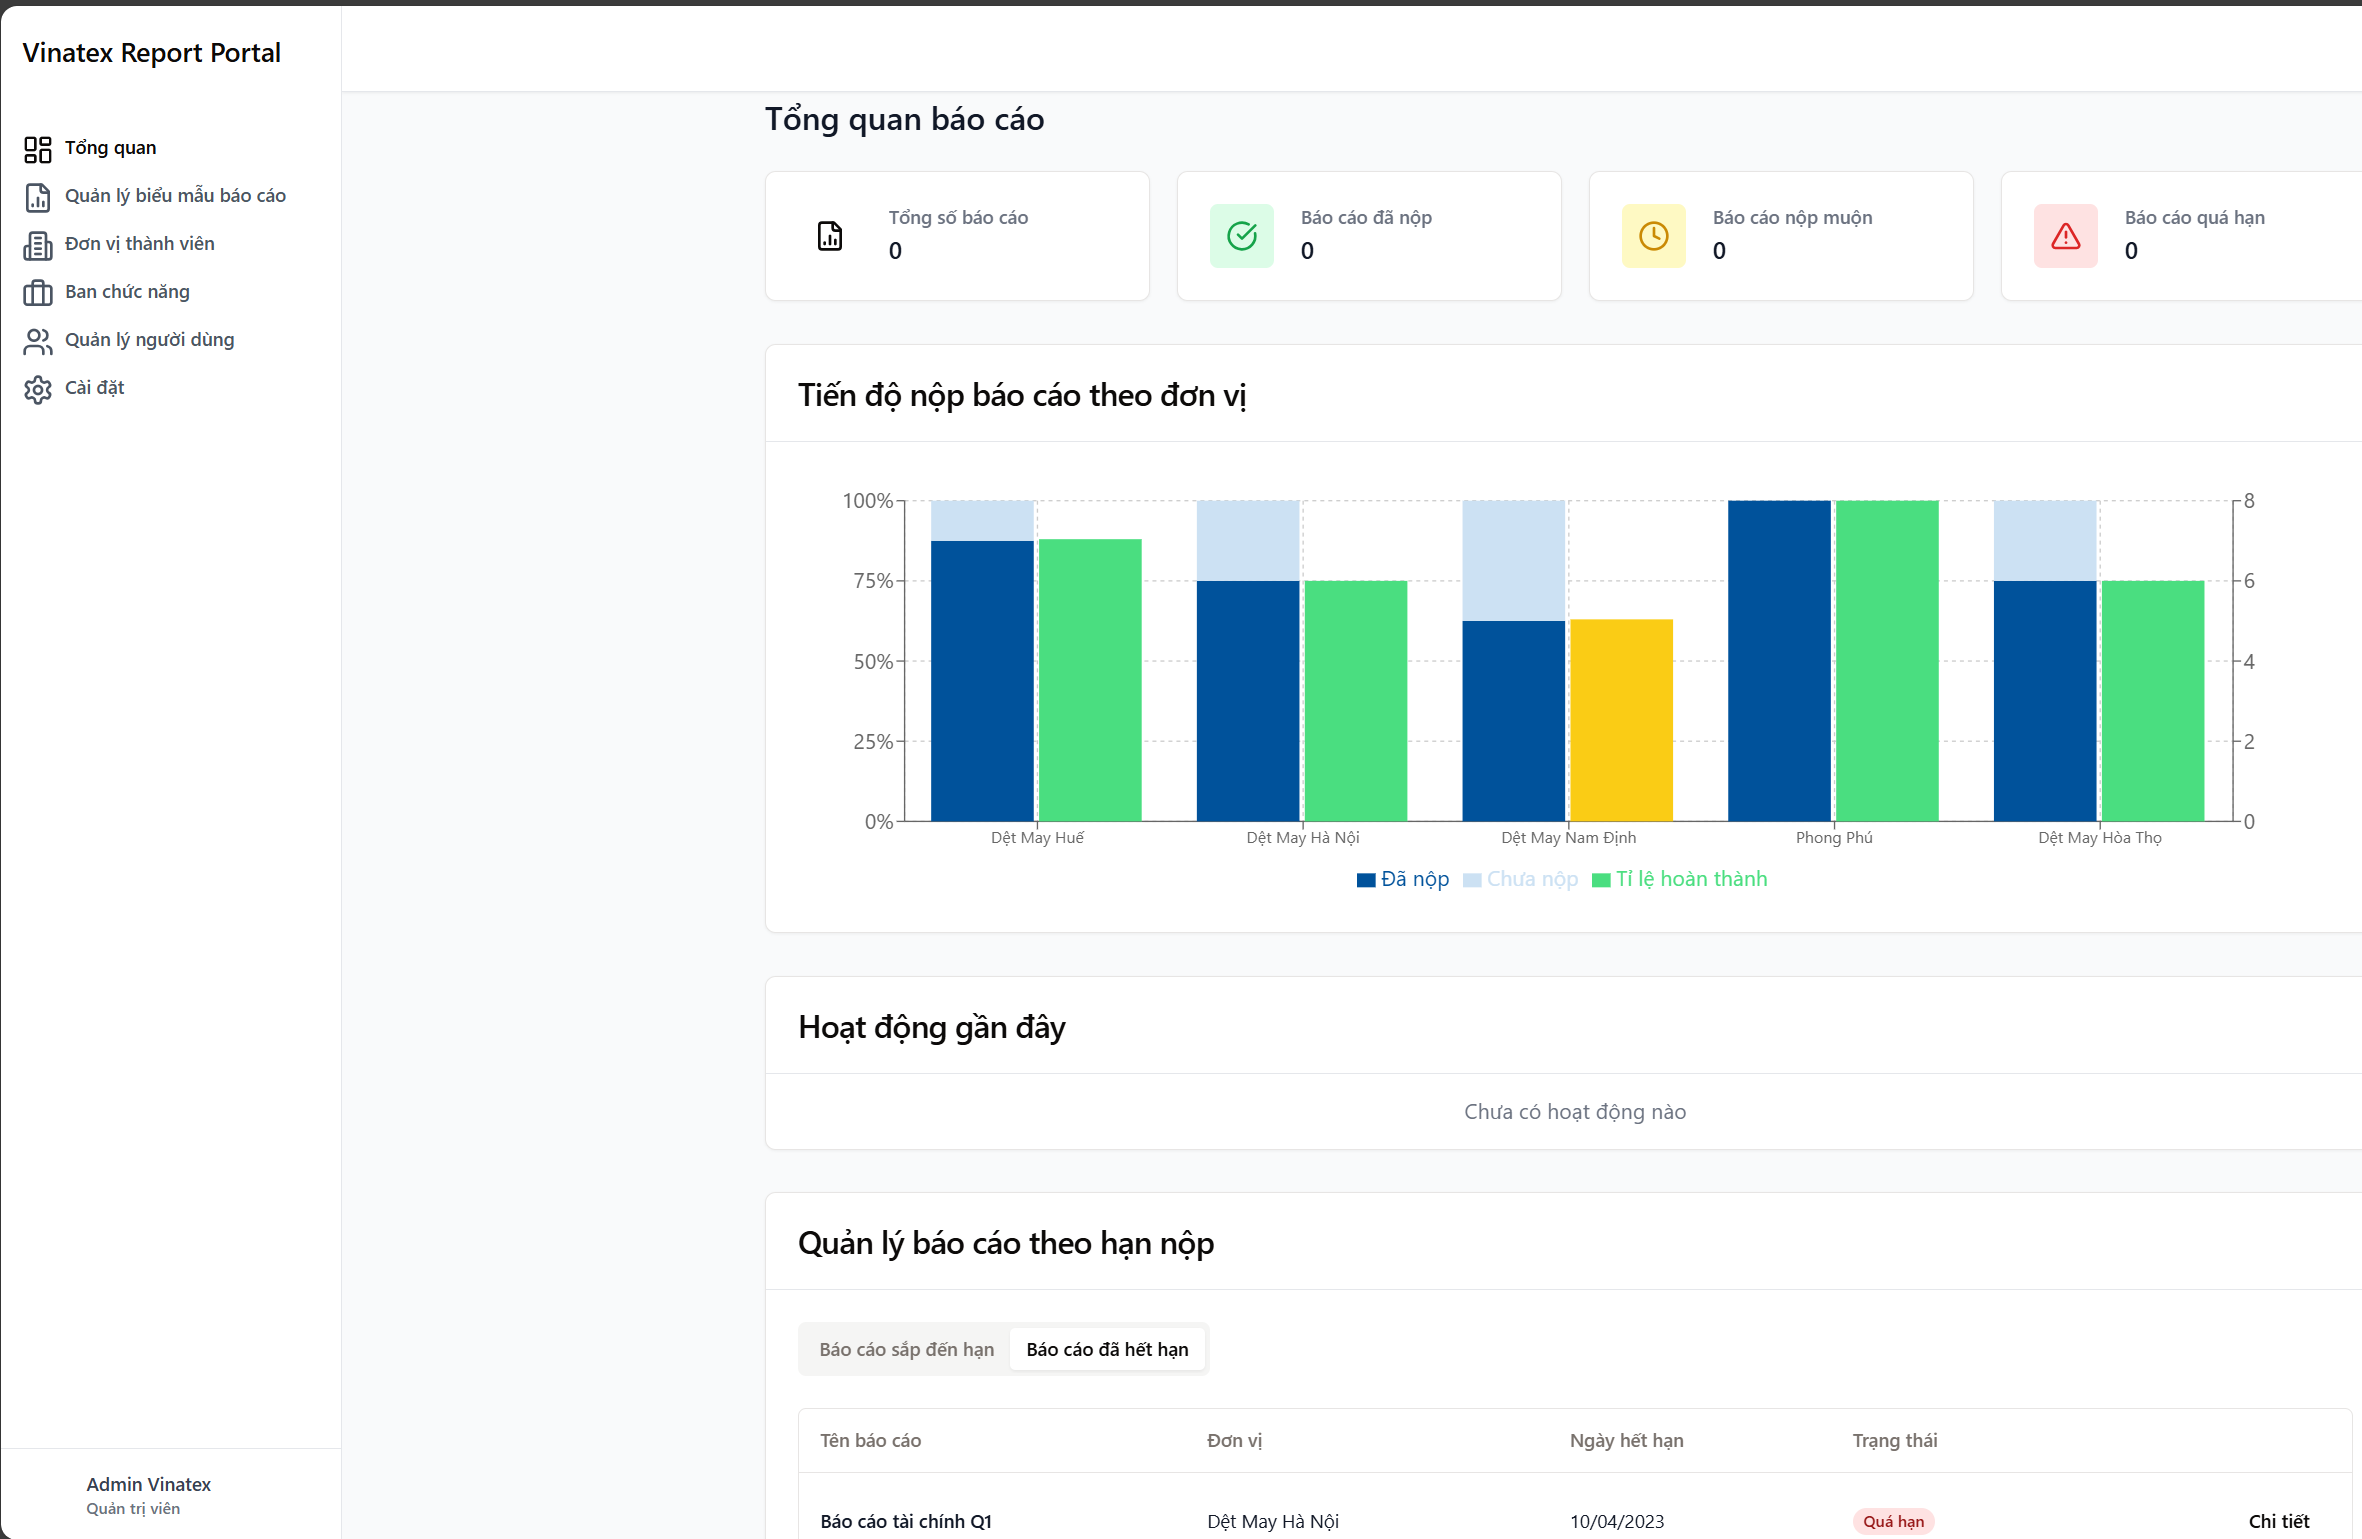 Vinatex Report Portal
Tổng quan
Quản lý biểu mẫu báo cáo
Đơn vị thành viên
Ban chức năng
Quản lý người dùng
Cài đặt
Admin Vinatex
Quản trị viên
Tổng quan báo cáo
Tổng số báo cáo
0
Báo cáo đã nộp
0
Báo cáo nộp muộn
0
Báo cáo quá hạn
0
Tiến độ nộp báo cáo theo đơn vị
100%
75%
50%
25%
0%
8
6
4
2
0
Dệt May Huế
Dệt May Hà Nội
Dệt May Nam Định
Phong Phú
Dệt May Hòa Thọ
Đã nộp Chưa nộp Tỉ lệ hoàn thành
Hoạt động gần đây
Chưa có hoạt động nào
Quản lý báo cáo theo hạn nộp
Báo cáo sắp đến hạn Báo cáo đã hết hạn
Tên báo cáo Đơn vị Ngày hết hạn Trạng thái
Báo cáo tài chính Q1 Dệt May Hà Nội 10/04/2023 Quá hạn Chi tiết